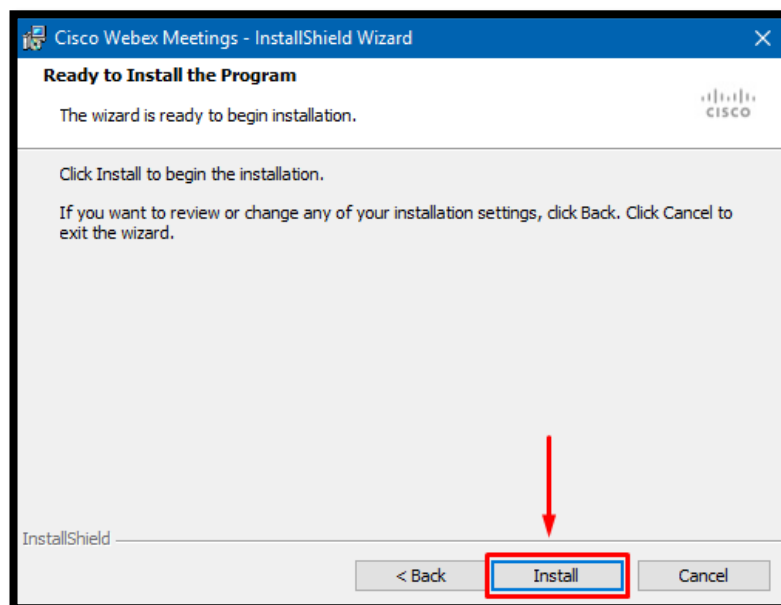 Cisco Webex Meetings - InstallShield Wizard
Ready to Install the Program
The wizard is ready to begin installation.
CISCO
Click Install to begin the installation.
If you want to review or change any of your installation settings, click Back. Click Cancel to
exit the wizard.
InstallShield
< Back
Install
Cancel